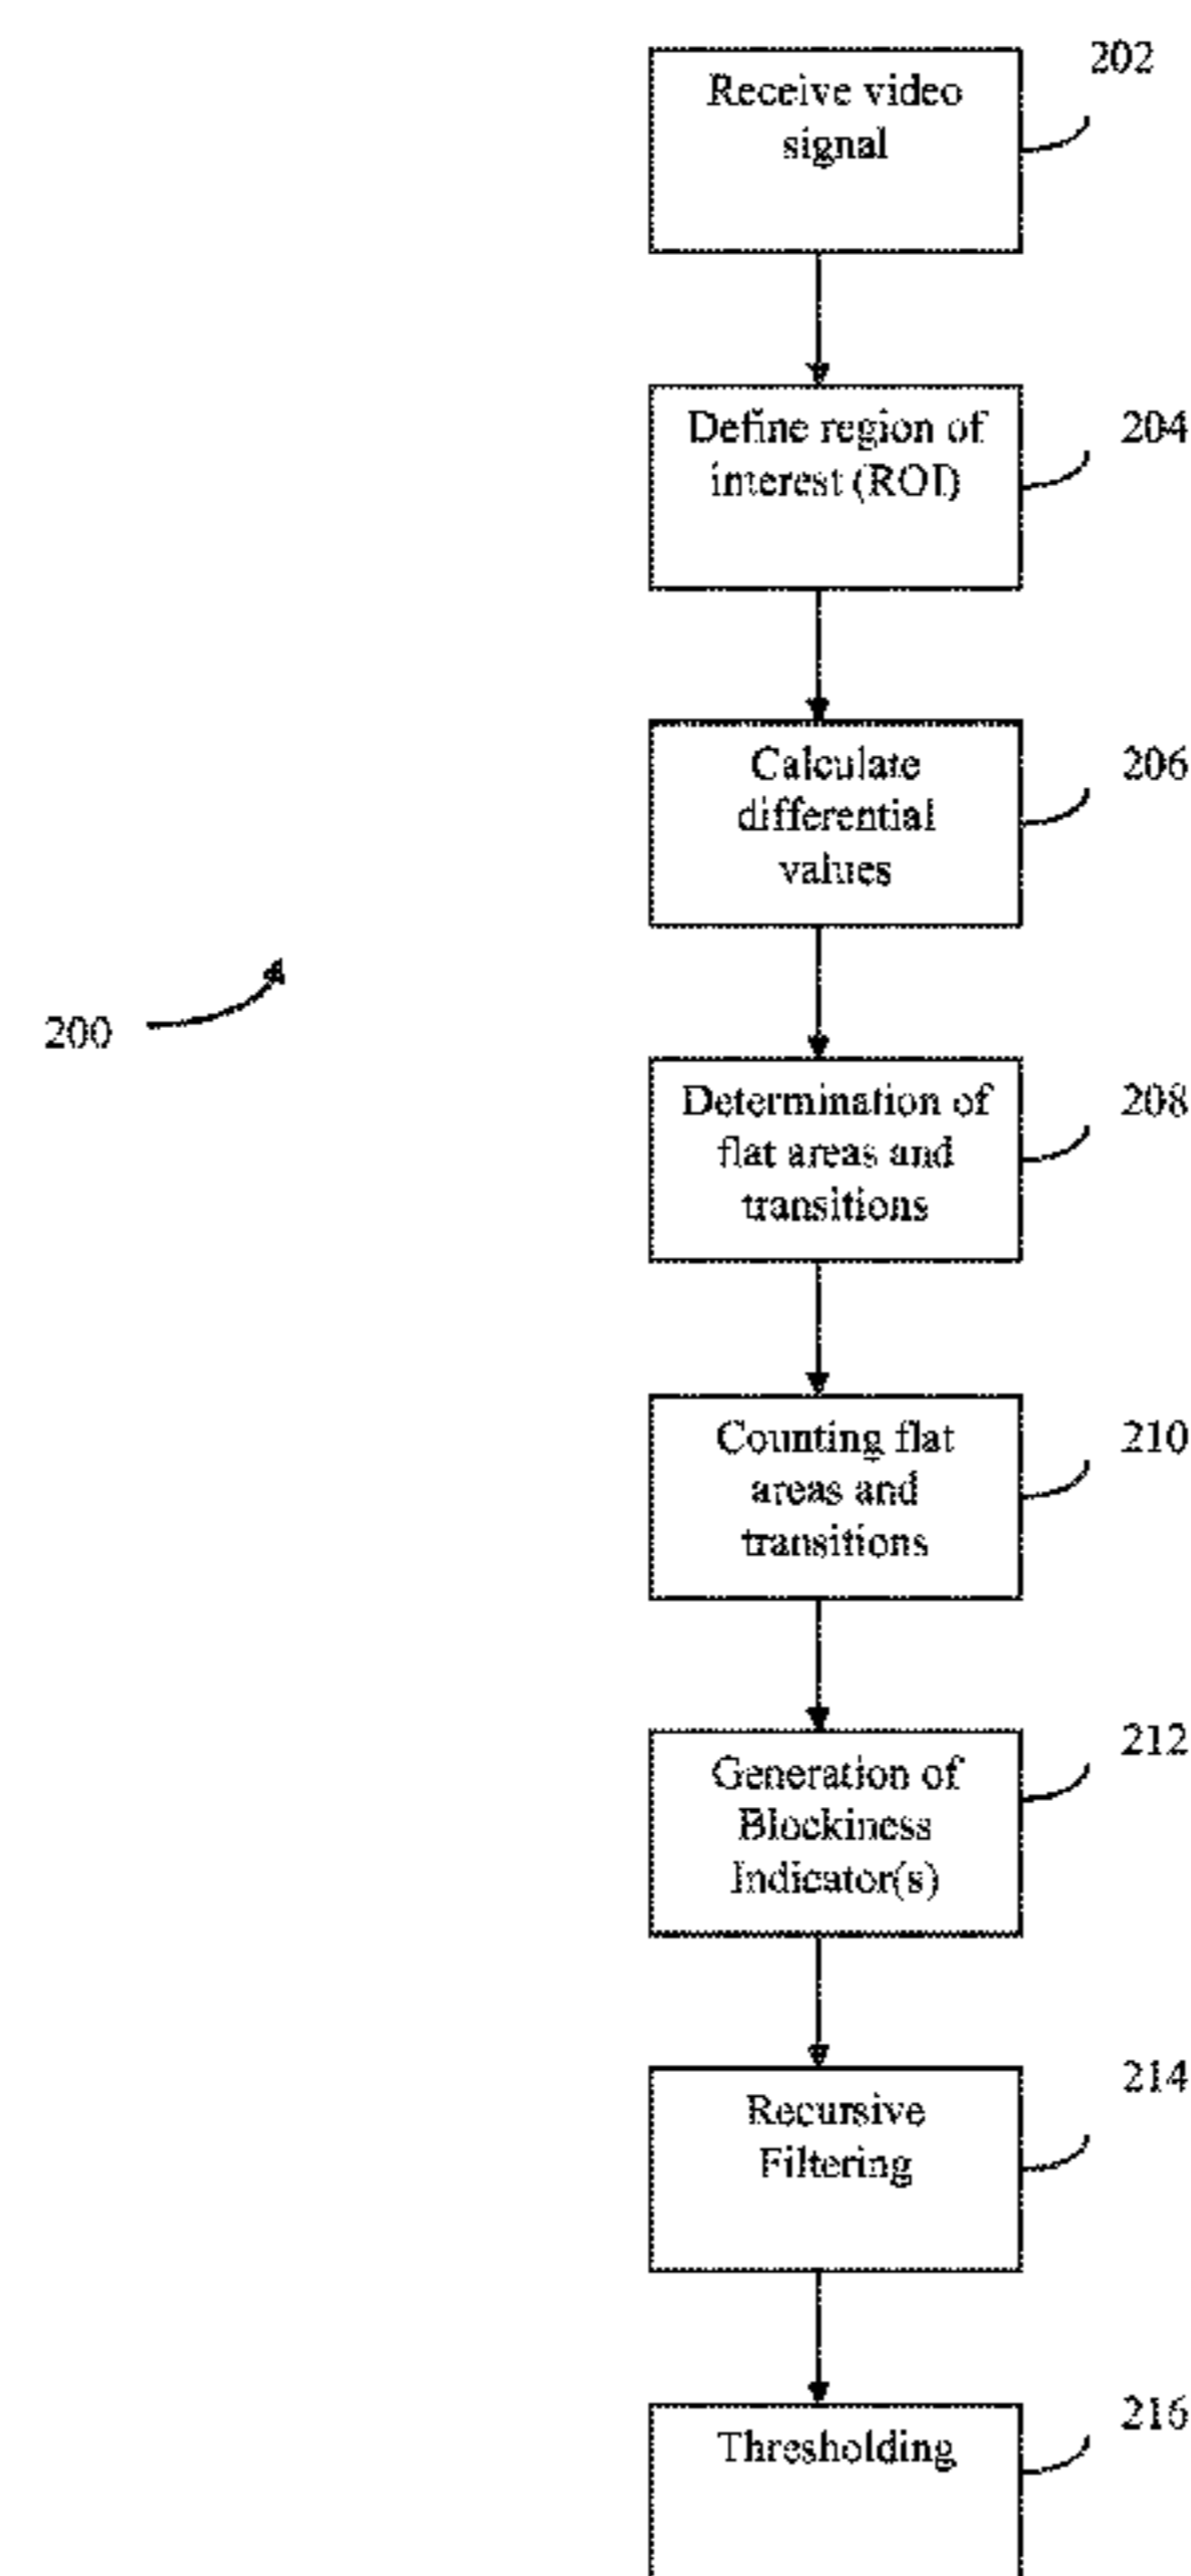 Receive video
signal
202
Define region of
interest (ROI)
204
Calculate
differential
values
206
200
Determination of
flat areas and
transitions
208
Counting flat
areas and
transitions
210
Generation of
Blockiness
Indicator(s)
212
Recursive
Filtering
214
Thresholding
216